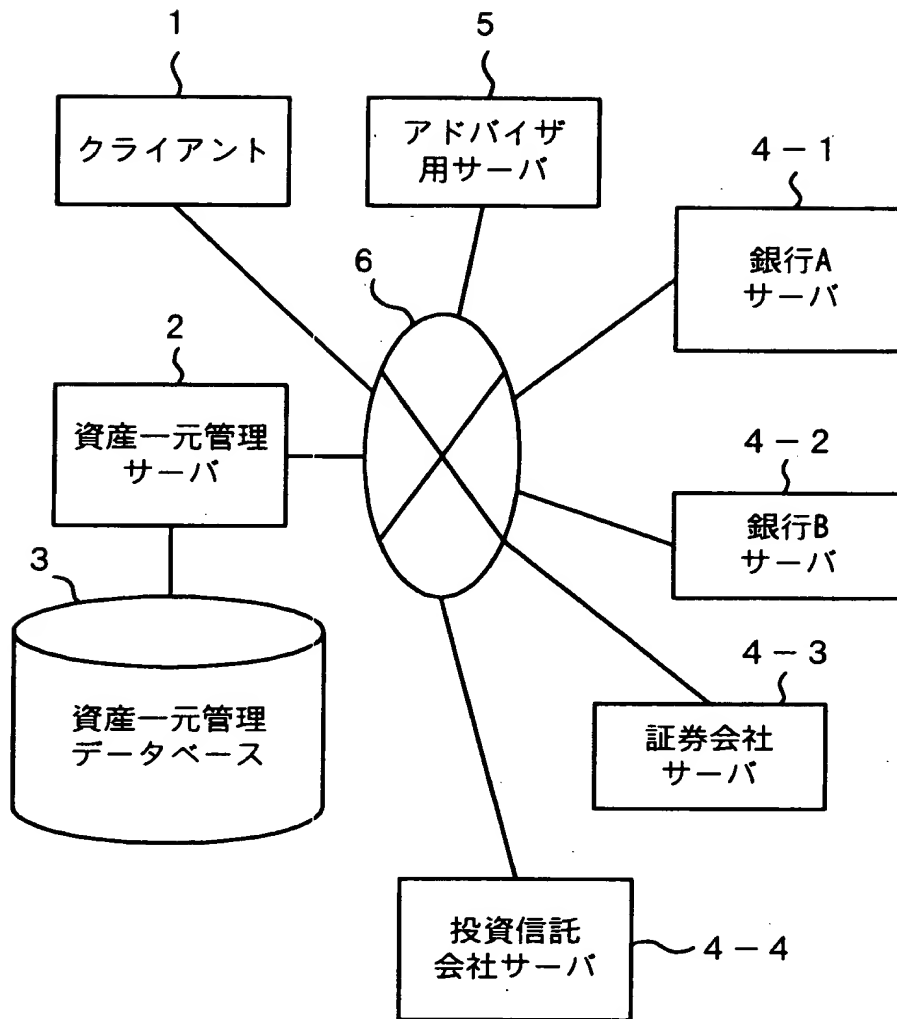 1
クライアント
5
アドバイザ
用サーバ
4-1
銀行A
サーバ
6
2
資産一元管理
サーバ
4-2
銀行B
サーバ
3
資産一元管理
データベース
4-3
証券会社
サーバ
投資信託
会社サーバ
4-4